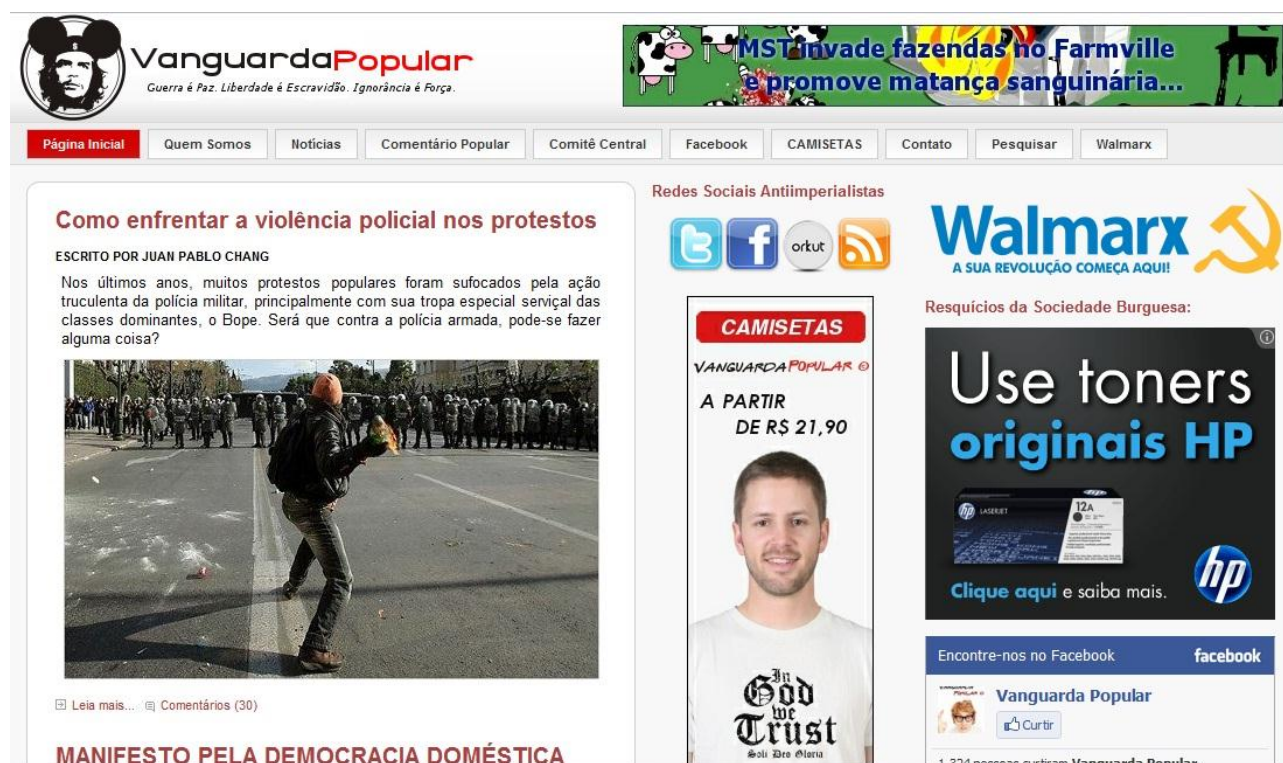 VanguardaPopular
Guerra é Paz. Liberdade é Escravidão. Ignorância é Força.
MST invade fazendas no Farmville
e promove matança sanguinária...
Página Inicial
Quem Somos
Notícias
Comentário Popular
Comitê Central
Facebook
CAMISETAS
Contato
Pesquisar
Walmarx
Como enfrentar a violência policial nos protestos
ESCRITO POR JUAN PABLO CHANG
Nos últimos anos, muitos protestos populares foram sufocados pela ação
truculenta da polícia militar, principalmente com sua tropa especial serviçal das
classes dominantes, o Bope. Será que contra a polícia armada, pode-se fazer
alguma coisa?
Leia mais... Comentários (30)
MANIFESTO PELA DEMOCRACIA DOMÉSTICA
Redes Sociais Antiimperialistas
orkut
CAMISETAS
VANGUARDAPOPULAR
A PARTIR
DE R$ 21,90
In
God
we
Trust
Soli Deo Gloria
Walmarx
A SUA REVOLUÇÃO COMEÇA AQUI!
Resquícios da Sociedade Burguesa:
Use toners
originais HP
hp LASERJET
12A
Clique aqui e saiba mais.
hp
Encontre-nos no Facebook
facebook
Vanguarda Popular
Curtir
1,324 pessoas curtiram Vanguarda Popular